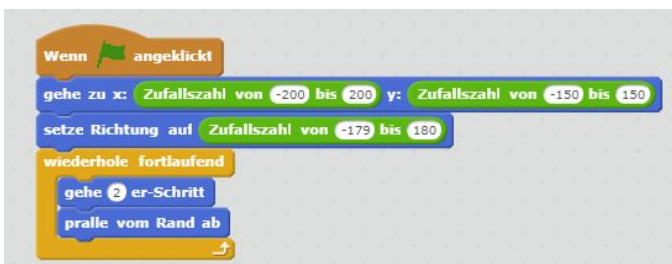 Wenn angeklickt
gehe zu x: Zufallszahl von -200 bis 200 y: Zufallszahl von -150 bis 150
setze Richtung auf Zufallszahl von -179 bis 180
wiederhole fortlaufend
gehe 2 er-Schritt
pralle vom Rand ab